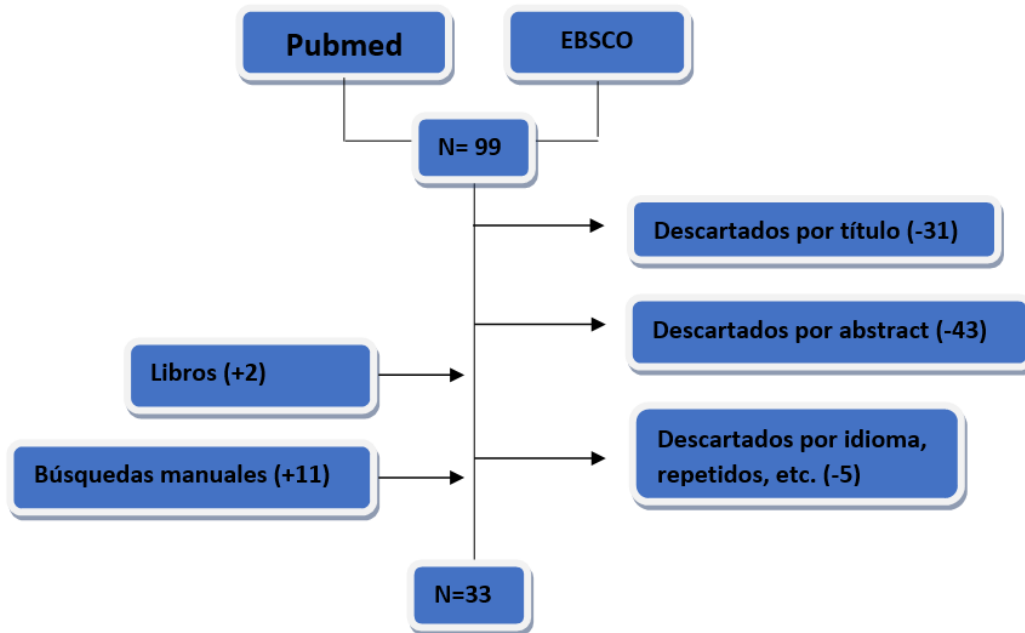 Pubmed
EBSCO
N= 99
Descartados por título (-31)
Descartados por abstract (-43)
Libros (+2)
Descartados por idioma,
repetidos, etc. (-5)
Búsquedas manuales (+11)
N=33